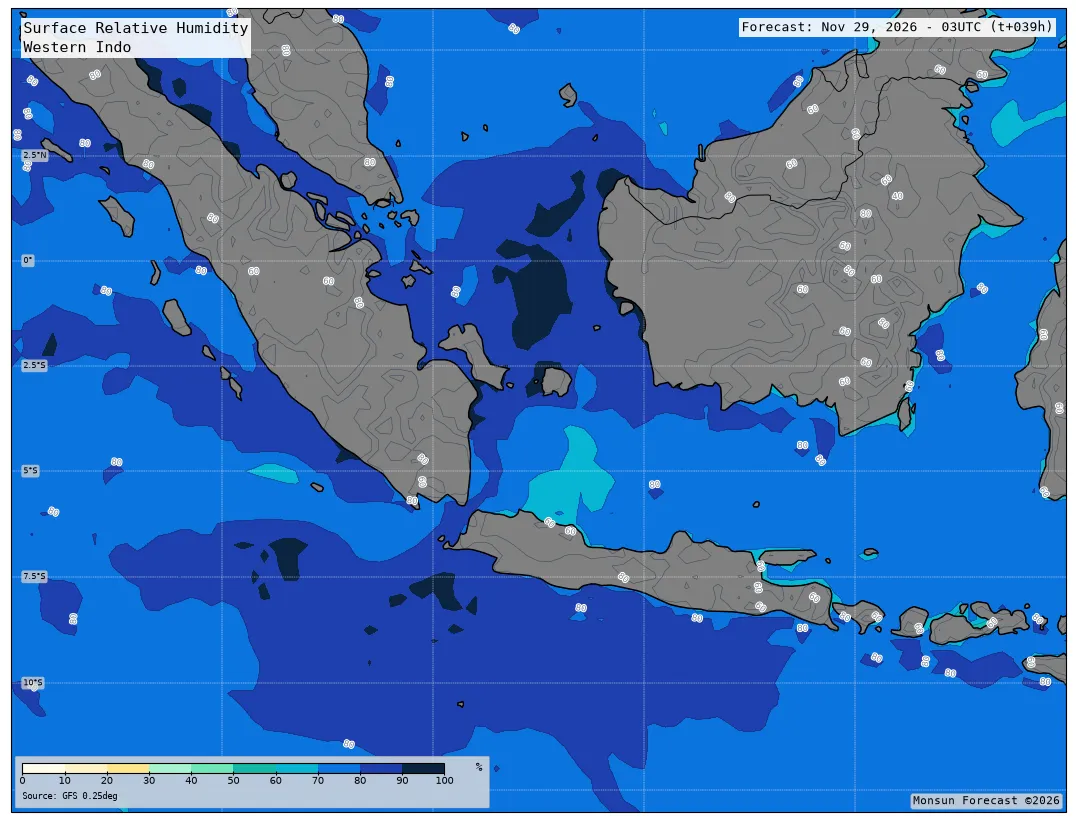 Surface Relative Humidity
Western Indo
Forecast: Nov 29, 2026 - 03UTC (t+039h)
2.5°N
0°
2.5°S
5°S
7.5°S
10°S
%
0 10 20 30 40 50 60 70 80 90 100
Source: GFS 0.25deg
Monsun Forecast ©2026